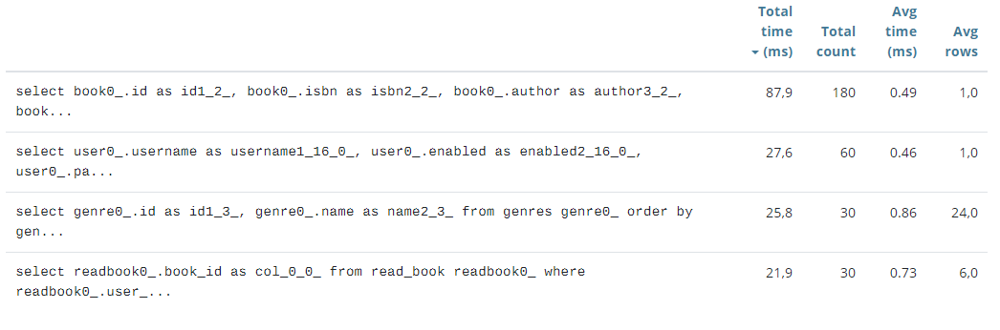 Total time (ms) Total count Avg time (ms) Avg rows
select book0_.id as id1_2_, book0_.isbn as isbn2_2_, book0_.author as author3_2_, 87,9 180 0.49 1,0
book...
select user0_.username as username1_16_0_, user0_.enabled as enabled2_16_0_, 27,6 60 0.46 1,0
user0_.pa...
select genre0_.id as id1_3_, genre0_.name as name2_3_ from genres genre0_ order by 25,8 30 0.86 24,0
gen...
select readbook0_.book_id as col_0_0_ from read_book readbook0_ where 21,9 30 0.73 6,0
readbook0_.user_...